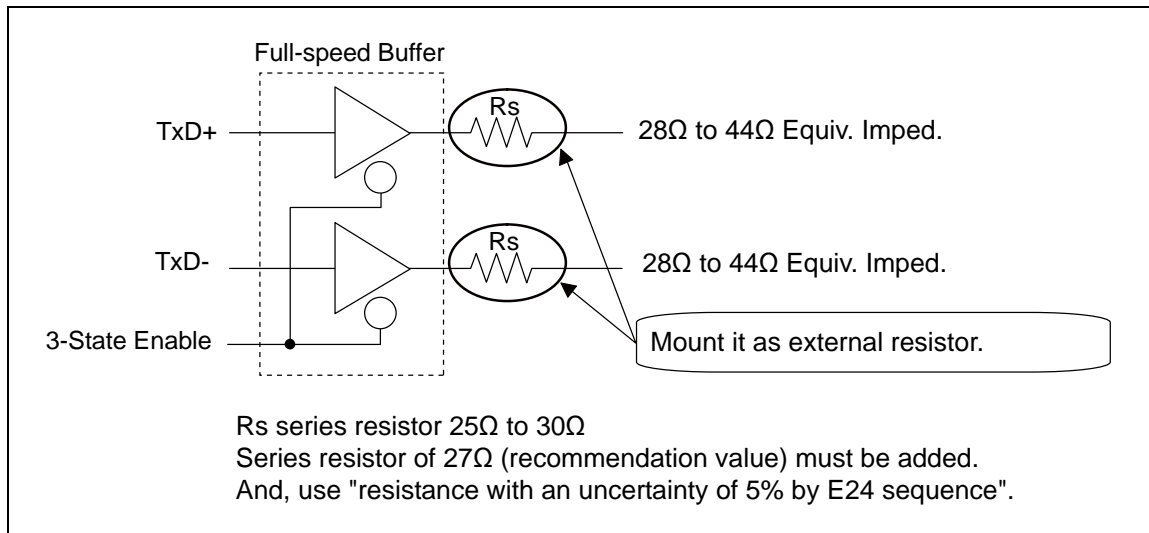 Full-speed Buffer
TxD+
Rs
28Ω to 44Ω Equiv. Imped.
TxD-
Rs
28Ω to 44Ω Equiv. Imped.
3-State Enable
Mount it as external resistor.
Rs series resistor 25Ω to 30Ω
Series resistor of 27Ω (recommendation value) must be added.
And, use "resistance with an uncertainty of 5% by E24 sequence".